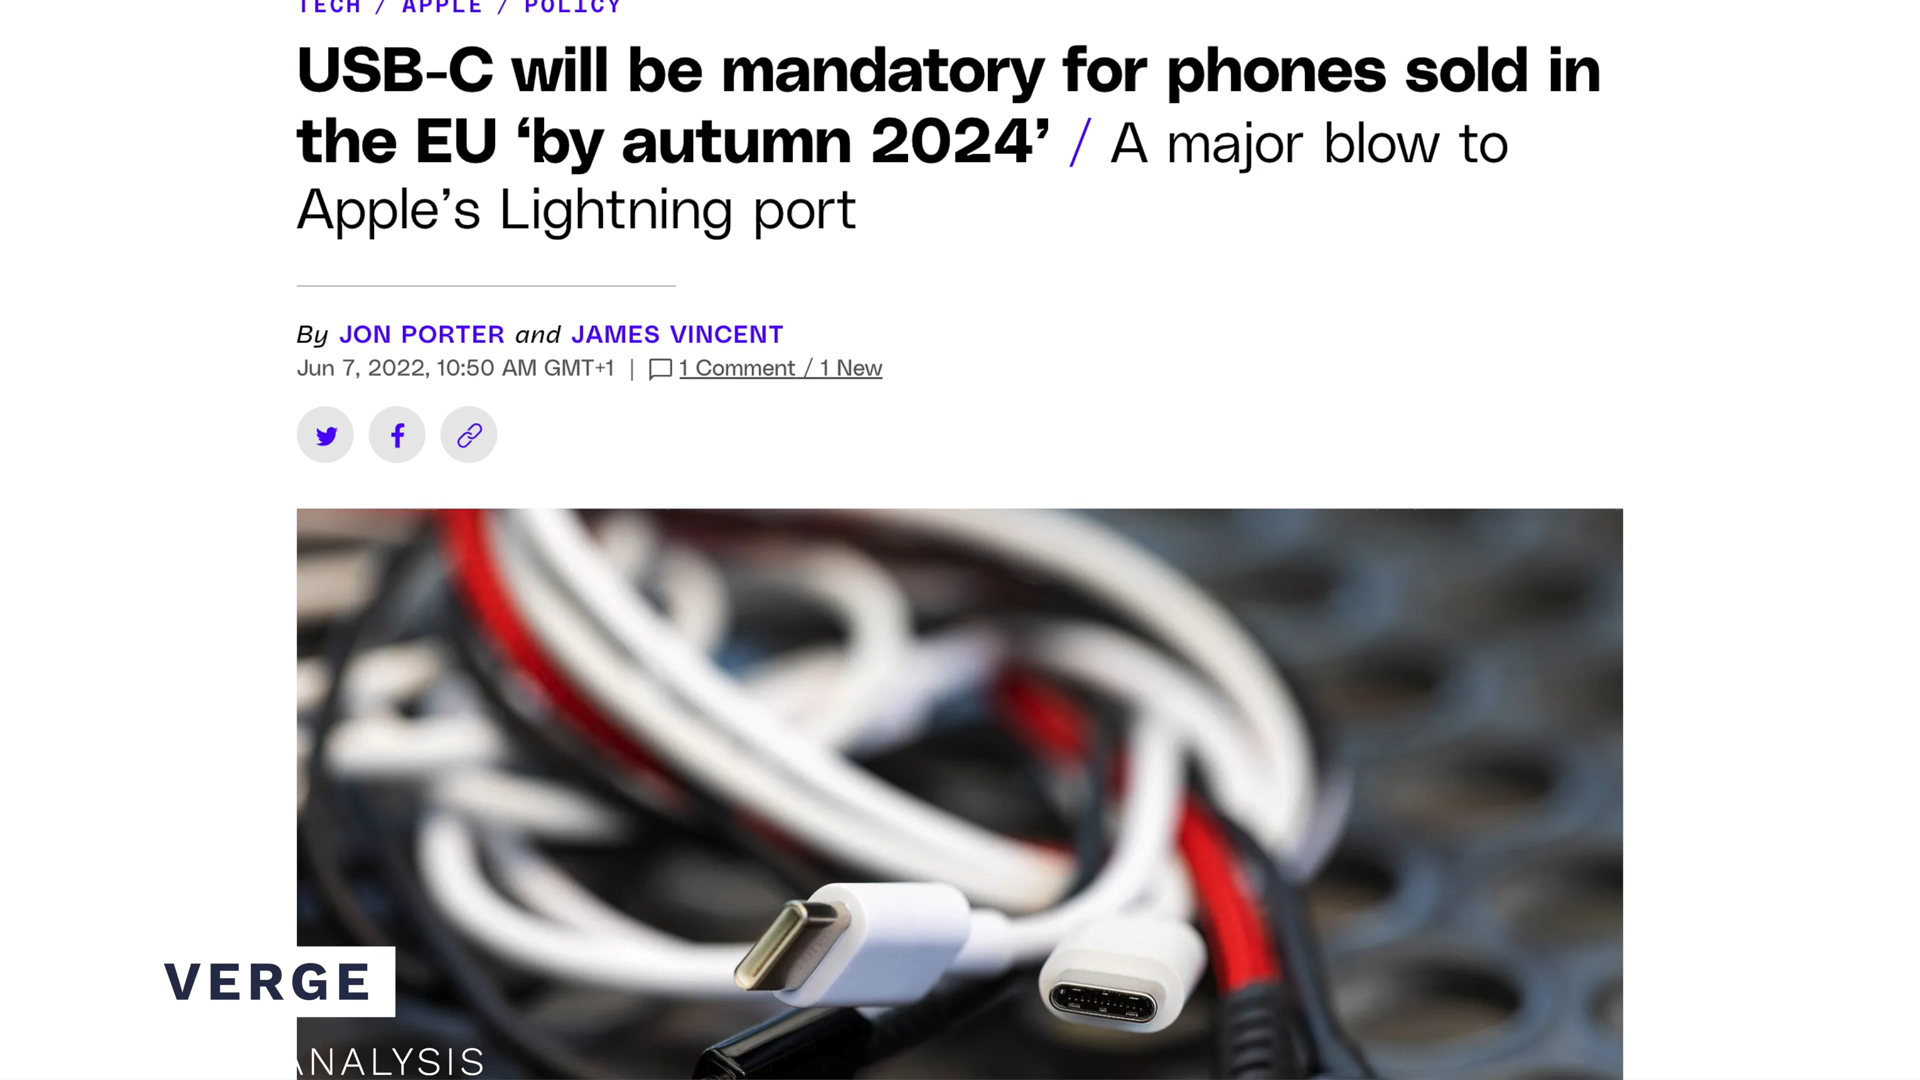 TECH / APPLE / POLICY
USB-C will be mandatory for phones sold in
the EU ‘by autumn 2024’ / A major blow to
Apple’s Lightning port
By JON PORTER and JAMES VINCENT
Jun 7, 2022, 10:50 AM GMT+1 | 1 Comment / 1 New
VERGE
ANALYSIS